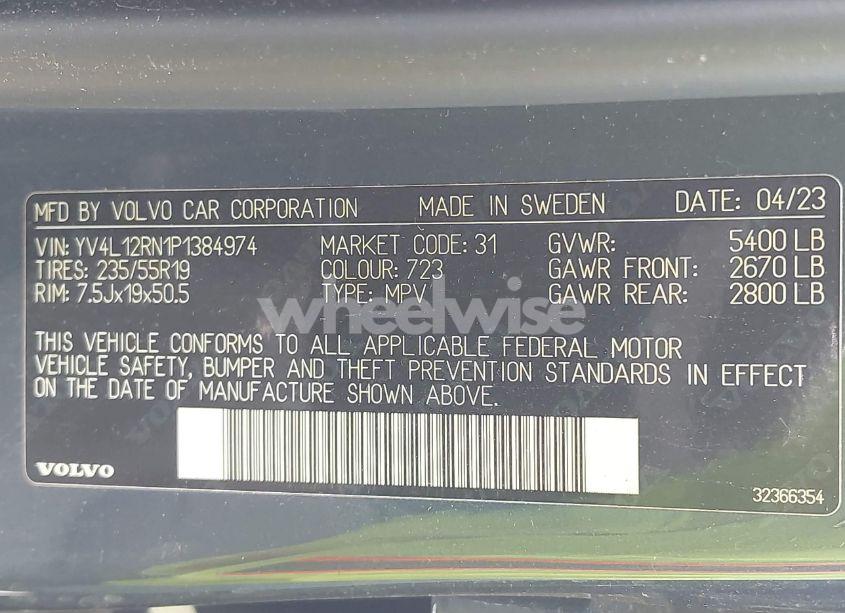 MFD BY VOLVO CAR CORPORATION MADE IN SWEDEN DATE: 04/23
VIN: YV4L12RN1P1384974 MARKET CODE: 31 GVWR: 5400 LB
TIRES: 235/55R19 COLOUR: 723 GAWR FRONT: 2670 LB
RIM: 7.5Jx19x50.5 TYPE: MPV GAWR REAR: 2800 LB
wheelwise
THIS VEHICLE CONFORMS TO ALL APPLICABLE FEDERAL MOTOR
VEHICLE SAFETY, BUMPER AND THEFT PREVENTION STANDARDS IN EFFECT
ON THE DATE OF MANUFACTURE SHOWN ABOVE.
VOLVO
32366354